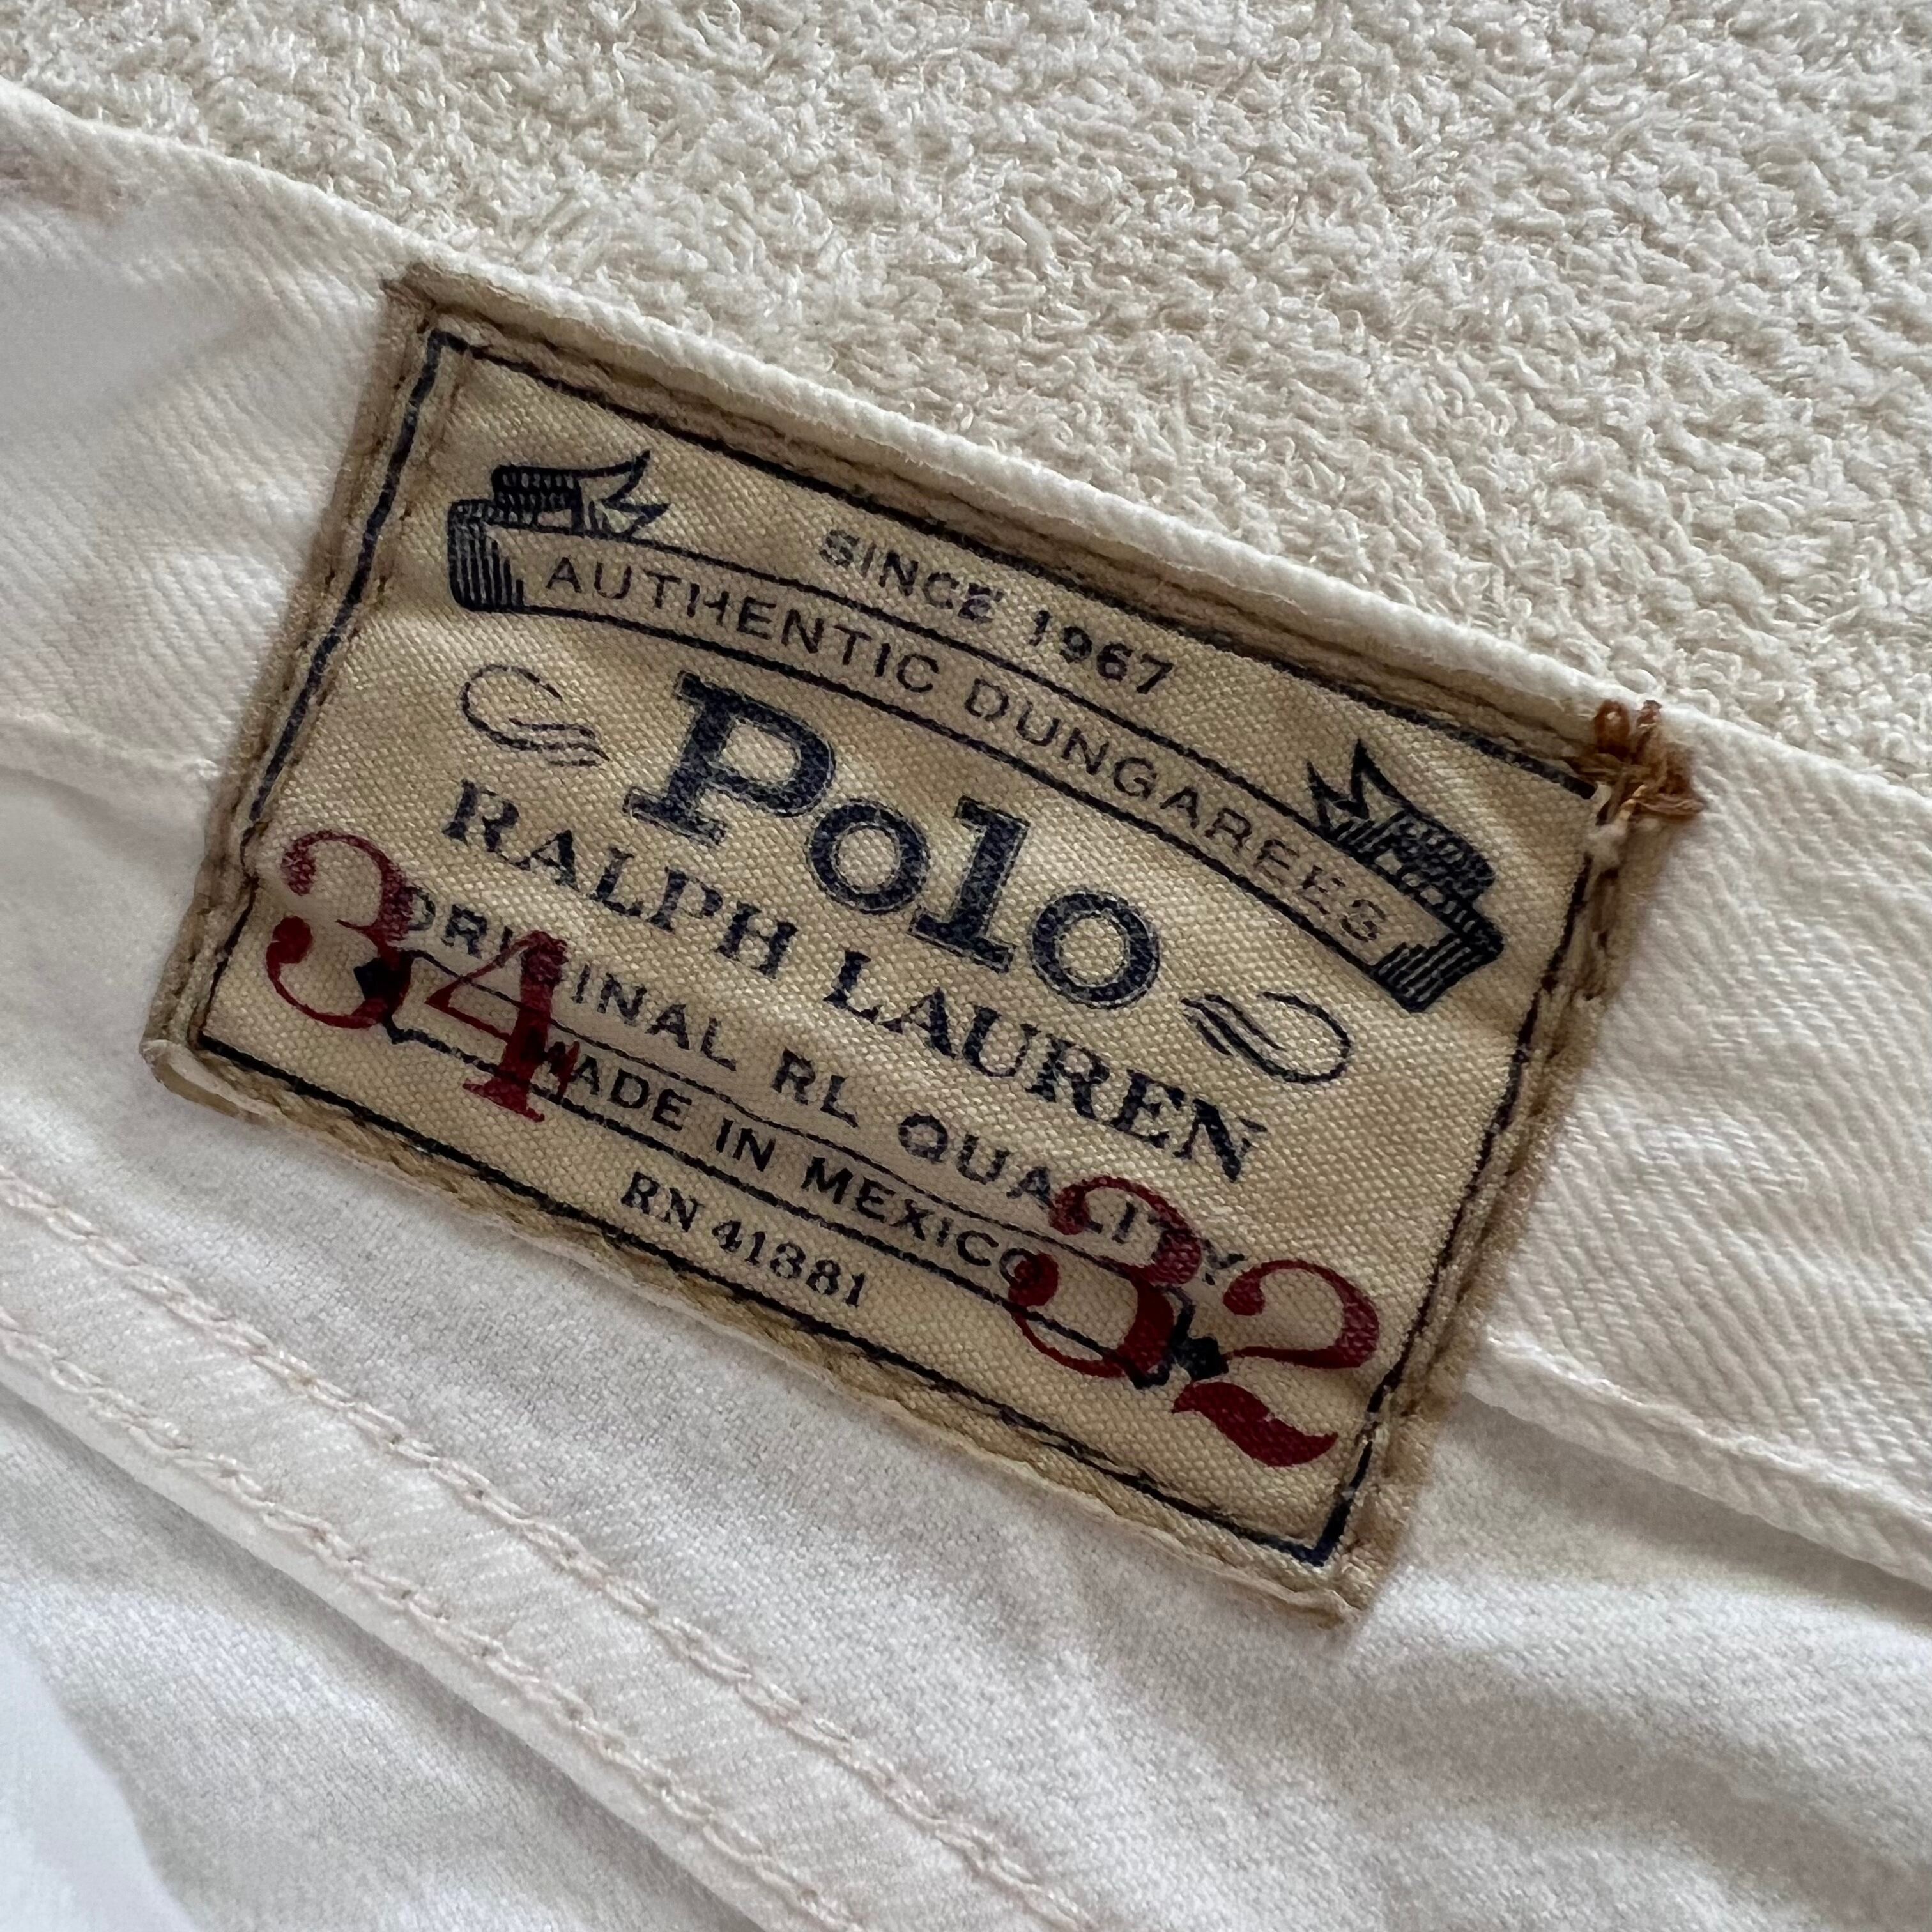 SINCE 1967
AUTHENTIC DUNGAREES
Polo
RALPH LAUREN
ORIGINAL RL QUALITY
MADE IN MEXICO
RN 41381
34
32